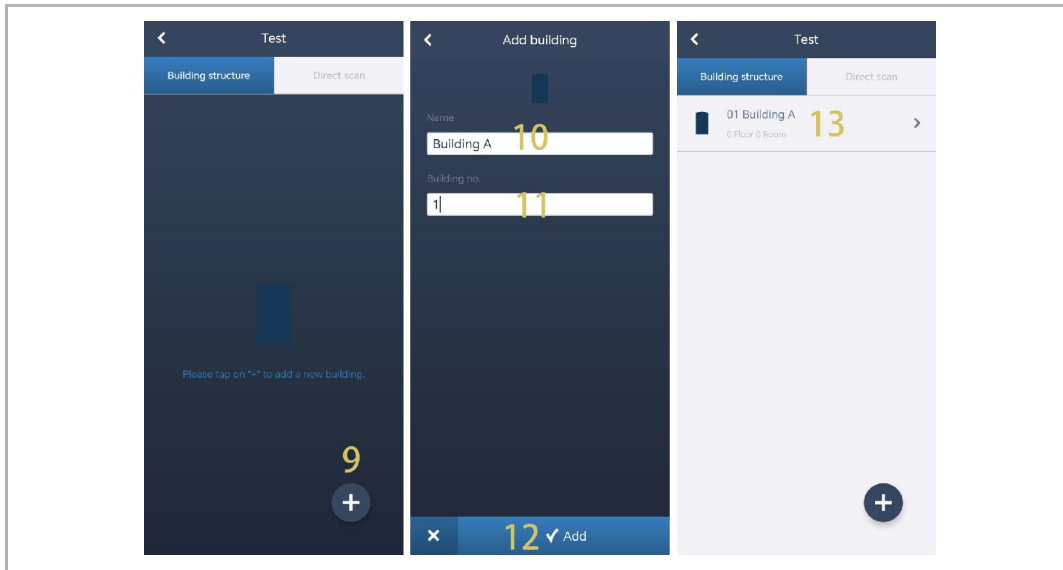 Test
Building structure
Direct scan
Please tap on "+" to add a new building.
9
Add building
Name
Building A
10
Building no.
1
11
12
Add
Test
Building structure
Direct scan
01 Building A
0 Floor 0 Room
13